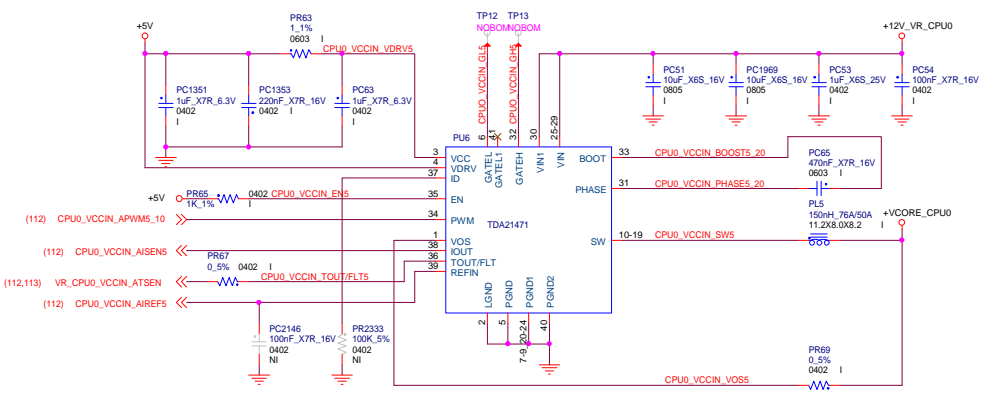 TP12 TP13
NOBOM NOBOM
+5V
PR63
1_1%
0603 I
CPU0_VCCIN_VDRV5
CPU0_VCCIN_GL5
CPU0_VCCIN_GH5
+12V_VR_CPU0
PC1351
1uF_X7R_6.3V
0402
I
PC1353
220nF_X7R_16V
0402
I
PC63
1uF_X7R_6.3V
0402
I
PC51
10uF_X6S_16V
0805
I
PC1969
10uF_X6S_16V
0805
I
PC53
1uF_X6S_25V
0402
I
PC54
100nF_X7R_16V
0402
I
PU6
6
41
32
30
25-29
GATEL
GATEL1
GATEH
VIN1
VIN
3 VCC
4 VDRV
37 ID
BOOT 33 CPU0_VCCIN_BOOST5_20
PC65
470nF_X7R_16V
0603 I
PHASE 31 CPU0_VCCIN_PHASE5_20
+5V
PR65
1K_1%
0402 I
CPU0_VCCIN_EN5
35 EN
(112) CPU0_VCCIN_APWM5_10
34 PWM
TDA21471
PL5
150nH_76A/50A
11.2X8.0X8.2 I
+VCORE_CPU0
SW 10-19 CPU0_VCCIN_SW5
1 VOS
(112) CPU0_VCCIN_AISEN5
38 IOUT
PR67
0_5% 0402 I
CPU0_VCCIN_TOUT/FLT5
36 TOUT/FLT
(112,113) VR_CPU0_VCCIN_ATSEN
39 REFIN
(112) CPU0_VCCIN_AIREF5
LGND
PGND
PGND1
PGND2
2
5
7-9,20-24
40
PC2146
100nF_X7R_16V
0402
NI
PR2333
100K_5%
0402
NI
PR69
0_5%
0402 I
CPU0_VCCIN_VOS5